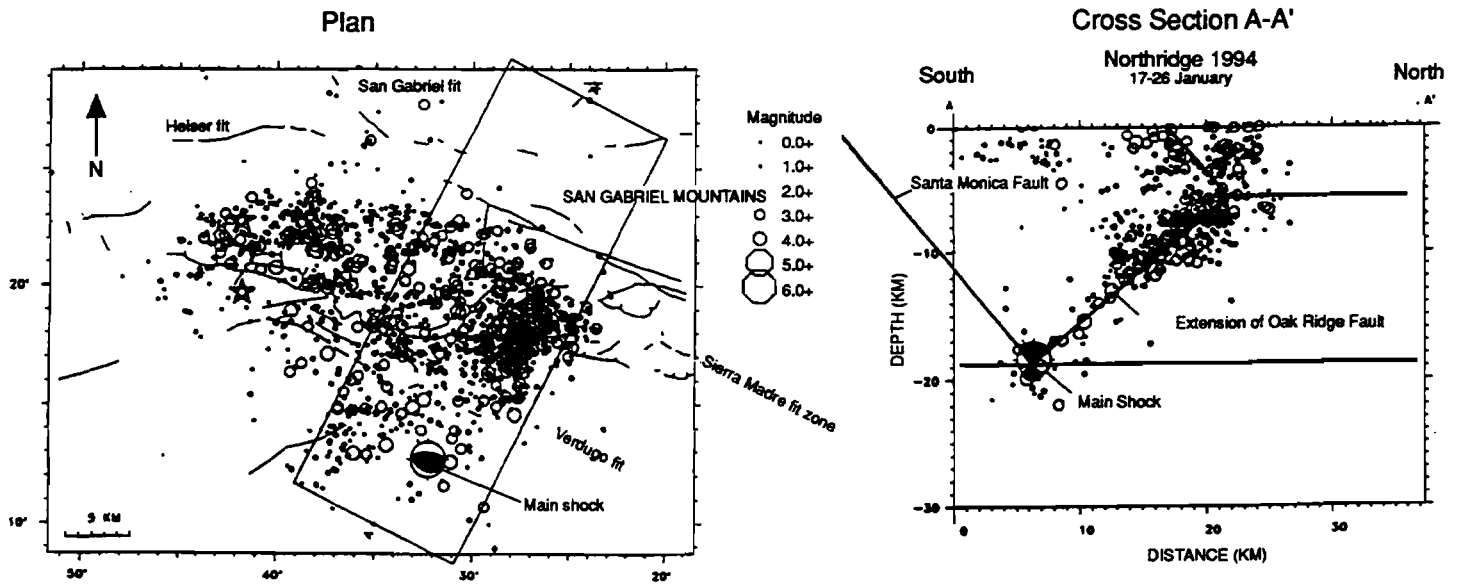 Plan
San Gabriel flt
Helser flt
N
SAN GABRIEL MOUNTAINS
Sierra Madre flt zone
Verdugo flt
Main shock
A
5 KM
20'
10'
50'
40'
30'
20'
Magnitude
0.0+
1.0+
2.0+
3.0+
4.0+
5.0+
6.0+
Cross Section A-A'
Northridge 1994
17-26 January
South
North
A
A'
0
-10
-20
-30
DEPTH (KM)
Santa Monica Fault
Extension of Oak Ridge Fault
Main Shock
0
10
20
30
DISTANCE (KM)